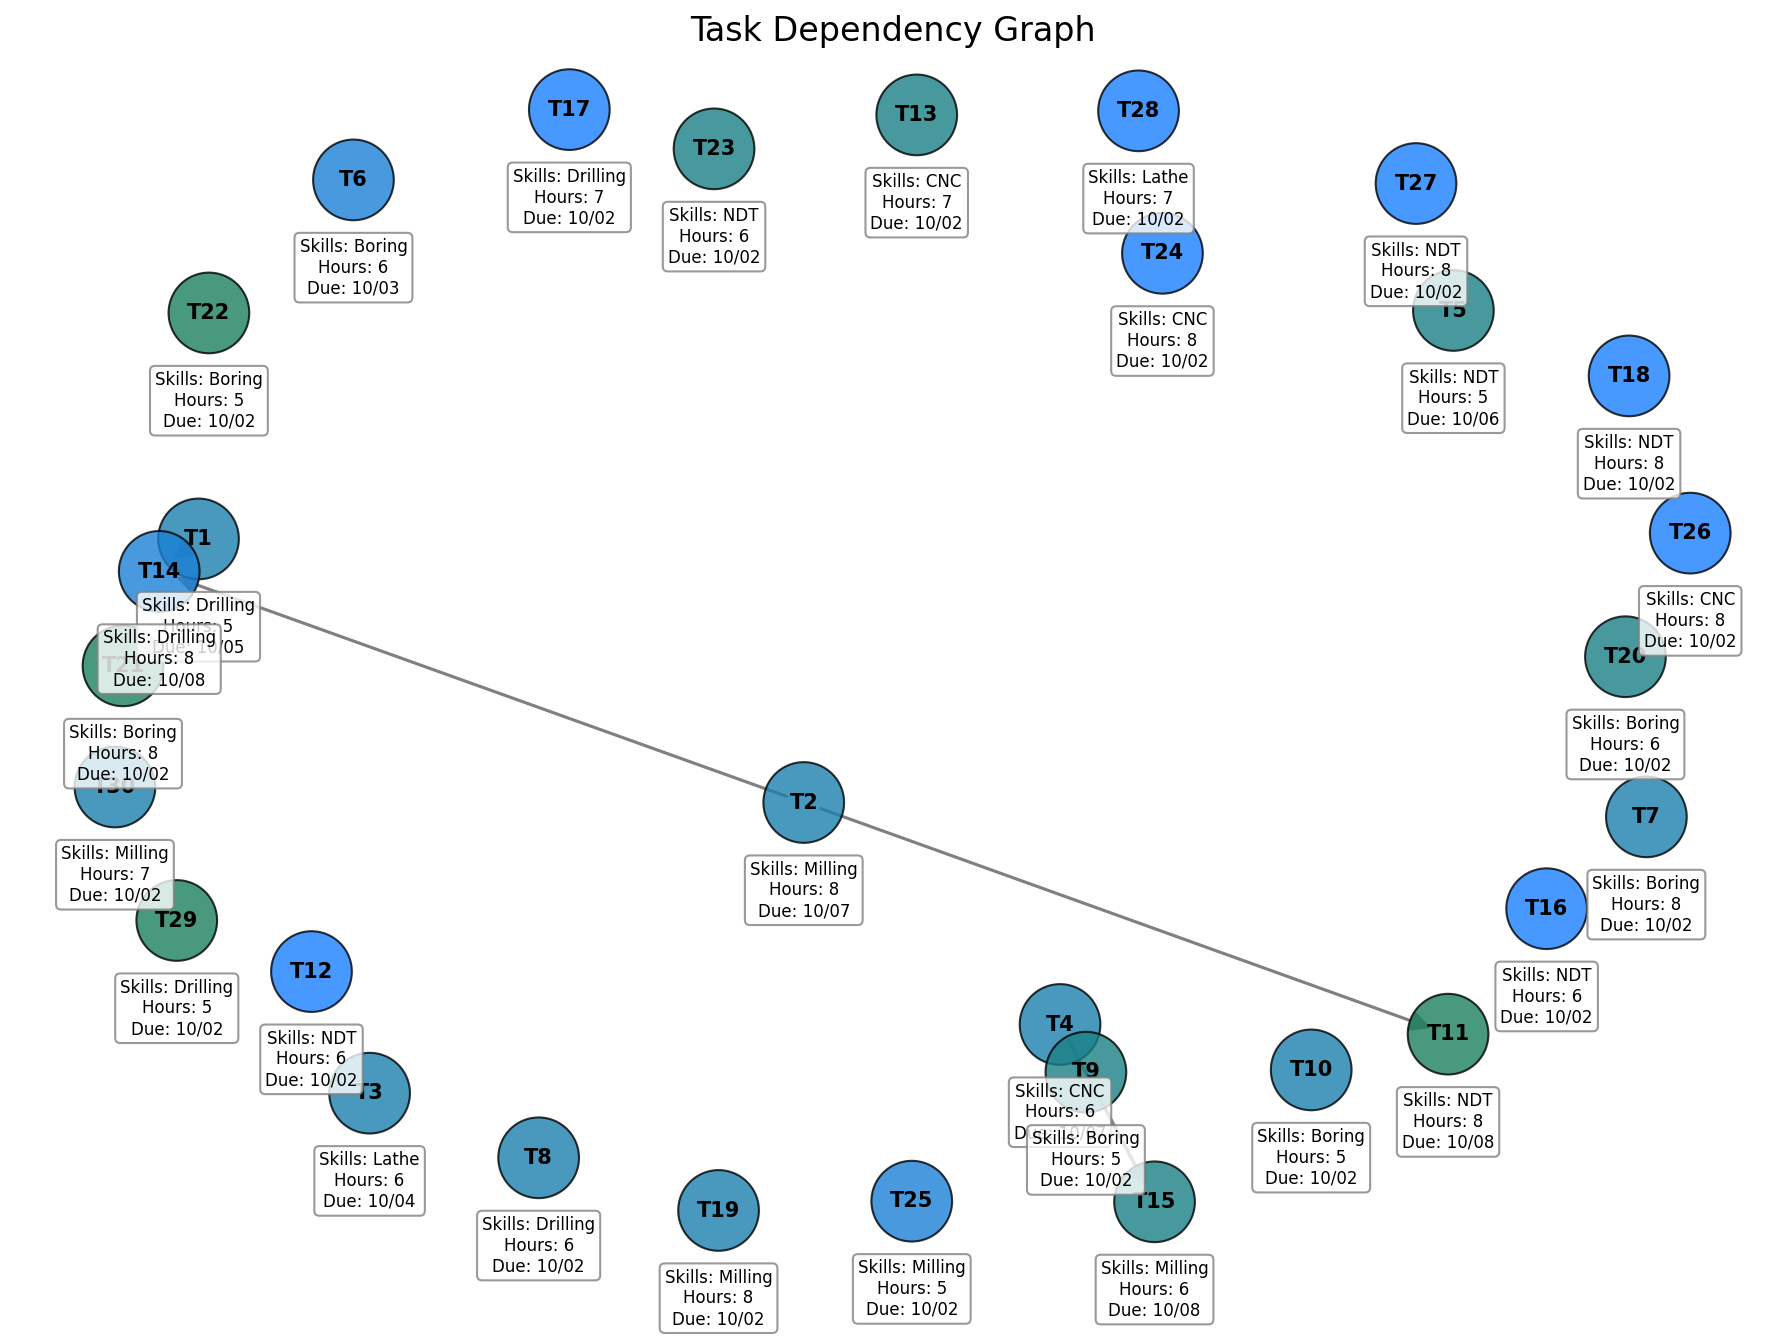 Task Dependency Graph
T17
Skills: Drilling
Hours: 7
Due: 10/02
T28
Skills: Lathe
Hours: 7
Due: 10/02
T13
Skills: CNC
Hours: 7
Due: 10/02
T23
Skills: NDT
Hours: 6
Due: 10/02
T6
Skills: Boring
Hours: 6
Due: 10/03
T27
Skills: NDT
Hours: 8
Due: 10/02
T24
Skills: CNC
Hours: 8
Due: 10/02
T5
Skills: NDT
Hours: 5
Due: 10/06
T22
Skills: Boring
Hours: 5
Due: 10/02
T18
Skills: NDT
Hours: 8
Due: 10/02
T26
Skills: CNC
Hours: 8
Due: 10/02
T1
Skills: Drilling
Hours: 5
Due: 10/05
T14
Skills: Drilling
Hours: 8
Due: 10/08
T20
Skills: Boring
Hours: 6
Due: 10/02
T21
Skills: Boring
Hours: 8
Due: 10/02
T30
Skills: Milling
Hours: 7
Due: 10/02
T2
Skills: Milling
Hours: 8
Due: 10/07
T7
Skills: Boring
Hours: 8
Due: 10/02
T16
Skills: NDT
Hours: 6
Due: 10/02
T29
Skills: Drilling
Hours: 5
Due: 10/02
T12
Skills: NDT
Hours: 6
Due: 10/02
T4
Skills: CNC
Hours: 6
Due: 10/07
T11
Skills: NDT
Hours: 8
Due: 10/08
T10
Skills: Boring
Hours: 5
Due: 10/02
T9
Skills: Boring
Hours: 5
Due: 10/02
T3
Skills: Lathe
Hours: 6
Due: 10/04
T8
Skills: Drilling
Hours: 6
Due: 10/02
T25
Skills: Milling
Hours: 5
Due: 10/02
T15
Skills: Milling
Hours: 6
Due: 10/08
T19
Skills: Milling
Hours: 8
Due: 10/02